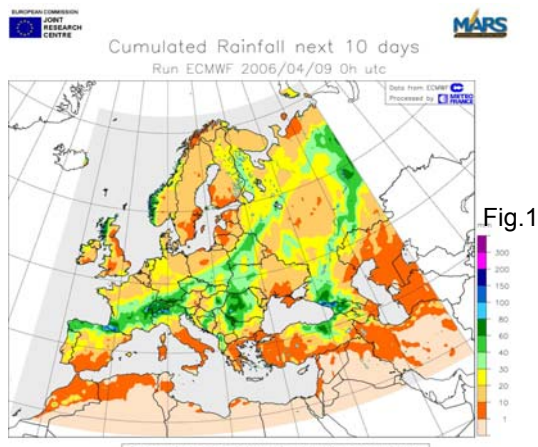 EUROPEAN COMMISSION
JOINT
RESEARCH
CENTRE
MARS
Cumulated Rainfall next 10 days
Run ECMWF 2006/04/09 0h utc
Data from ECMWF
Processed by METEO
FRANCE
Fig.1
300
200
150
100
80
60
40
30
20
10
1